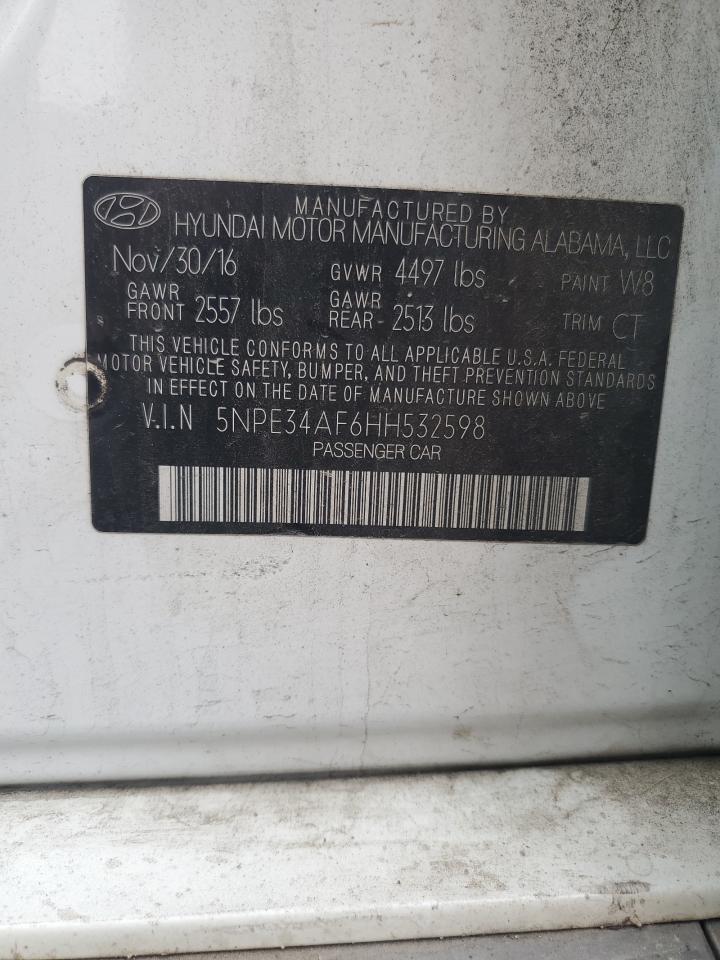 MANUFACTURED BY
HYUNDAI MOTOR MANUFACTURING ALABAMA, LLC
Nov/30/16 GVWR 4497 lbs PAINT W8
GAWR FRONT 2557 lbs GAWR REAR 2513 lbs TRIM CT
THIS VEHICLE CONFORMS TO ALL APPLICABLE U.S.A. FEDERAL
MOTOR VEHICLE SAFETY, BUMPER, AND THEFT PREVENTION STANDARDS
IN EFFECT ON THE DATE OF MANUFACTURE SHOWN ABOVE
V.I.N 5NPE34AF6HH532598
PASSENGER CAR